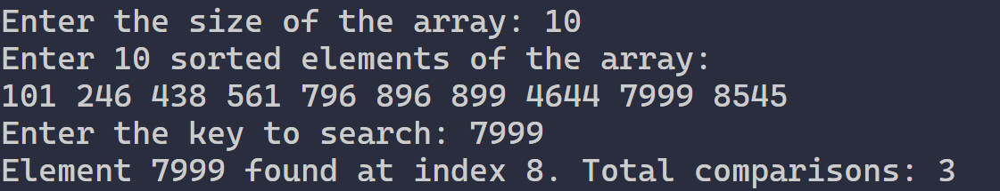 Enter the size of the array: 10
Enter 10 sorted elements of the array:
101 246 438 561 796 896 899 4644 7999 8545
Enter the key to search: 7999
Element 7999 found at index 8. Total comparisons: 3